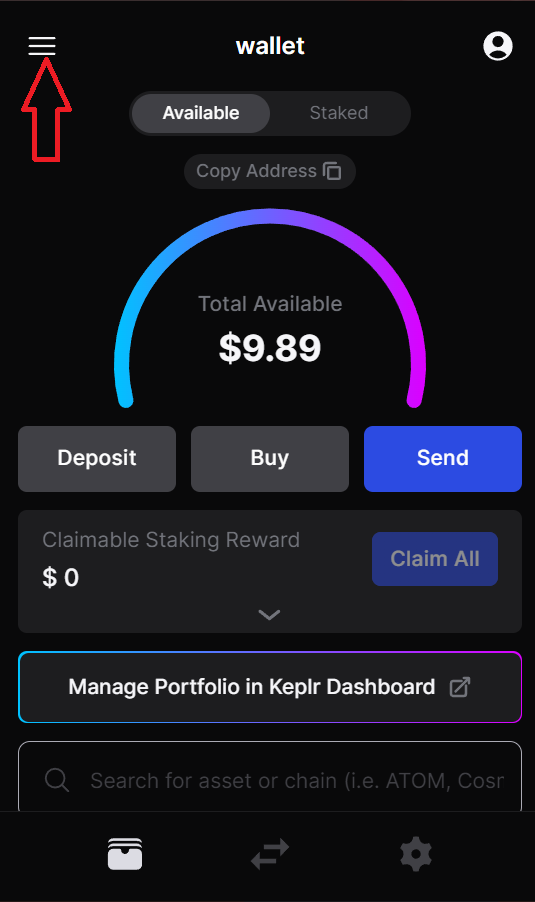 wallet
Available
Staked
Copy Address
Total Available
$9.89
Deposit
Buy
Send
Claimable Staking Reward
$ 0
Claim All
Manage Portfolio in Keplr Dashboard
Search for asset or chain (i.e. ATOM, Cosr